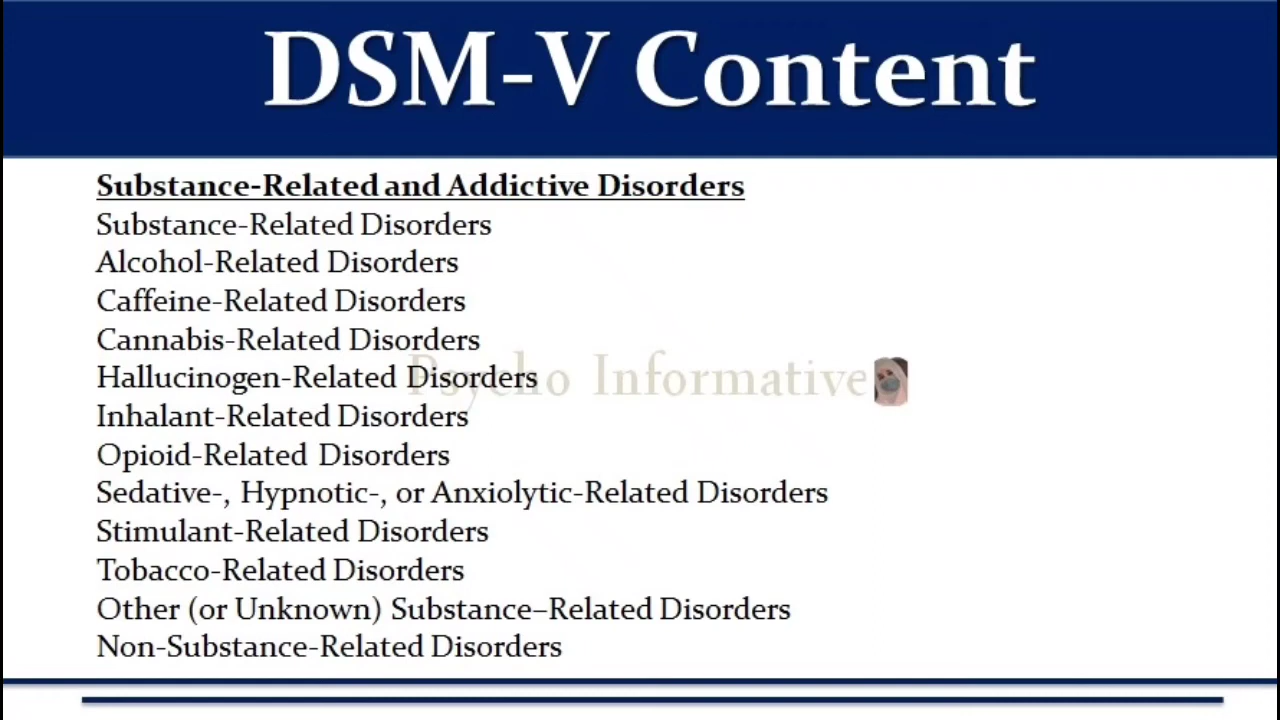 DSM-V Content
Substance-Related and Addictive Disorders
Substance-Related Disorders
Alcohol-Related Disorders
Caffeine-Related Disorders
Cannabis-Related Disorders
Psycho Informative
Hallucinogen-Related Disorders
Inhalant-Related Disorders
Opioid-Related Disorders
Sedative-, Hypnotic-, or Anxiolytic-Related Disorders
Stimulant-Related Disorders
Tobacco-Related Disorders
Other (or Unknown) Substance–Related Disorders
Non-Substance-Related Disorders